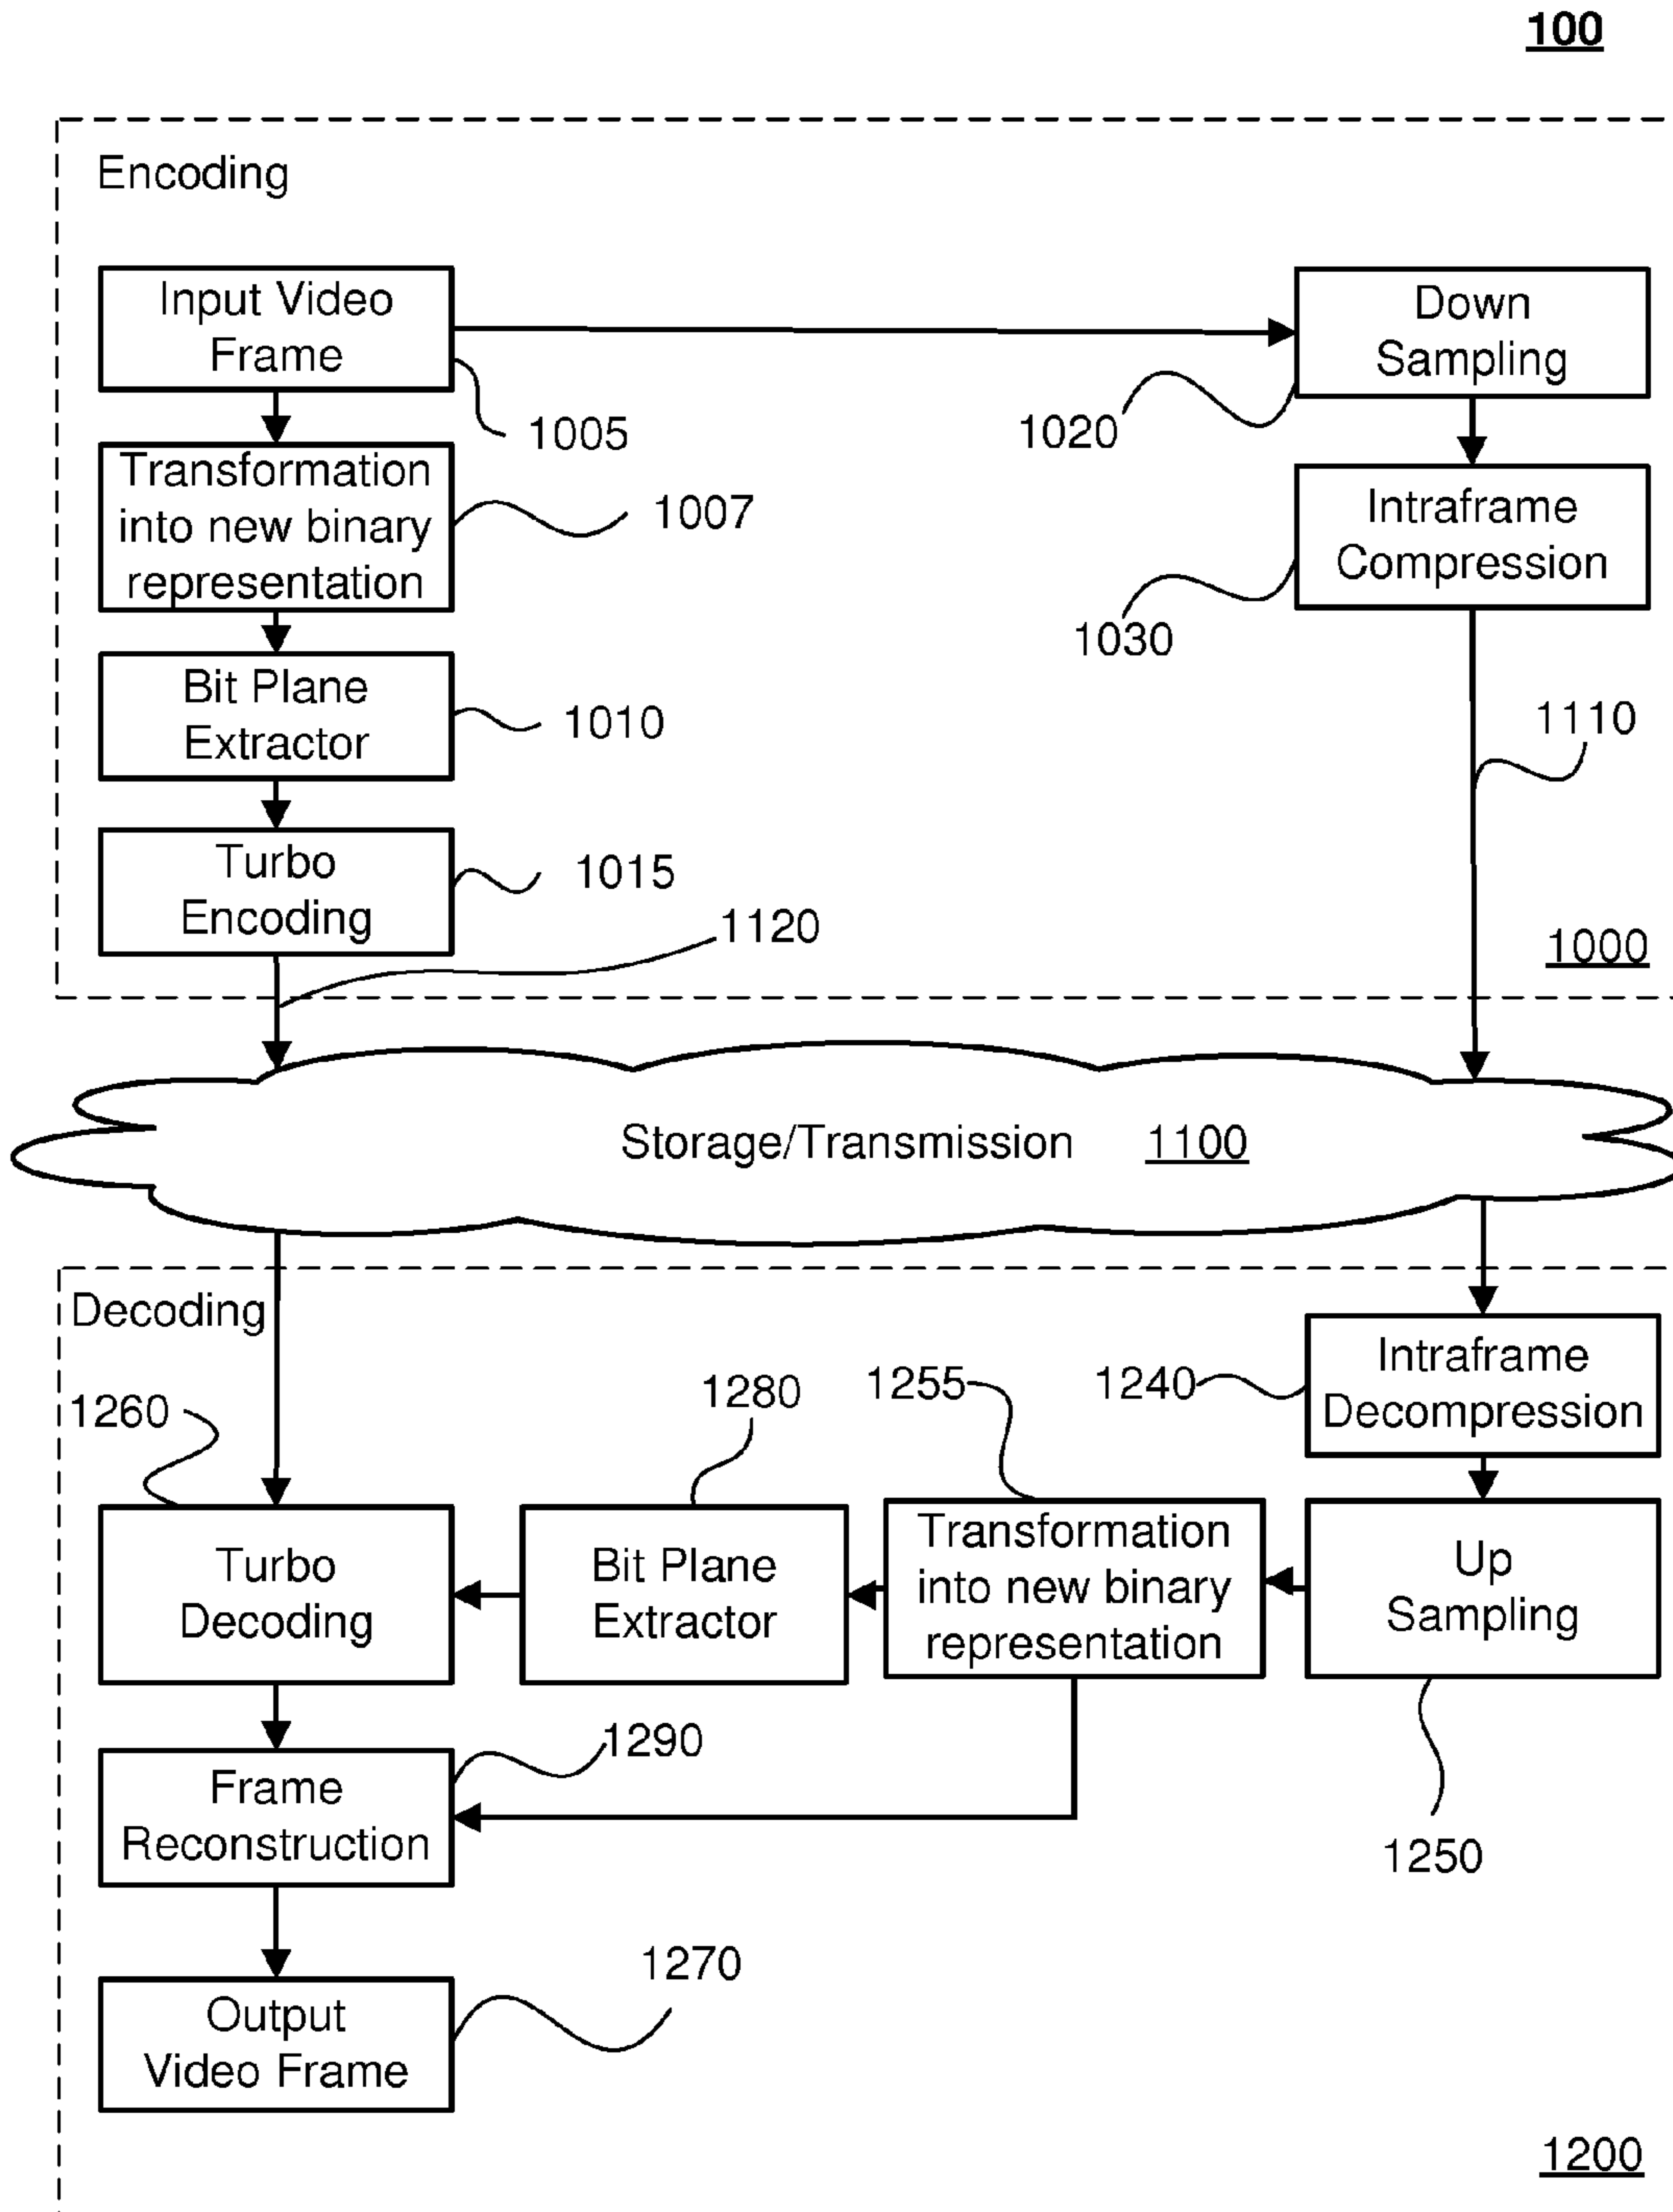 100
Encoding
Input Video
Frame
Down
Sampling
1005
1020
Transformation
into new binary
representation
1007
Intraframe
Compression
1030
Bit Plane
Extractor
1010
1110
Turbo
Encoding
1015
1120
1000
Storage/Transmission 1100
Decoding
Intraframe
Decompression
1240
1255
1280
1260
Turbo
Decoding
Bit Plane
Extractor
Transformation
into new binary
representation
Up
Sampling
1290
Frame
Reconstruction
1250
1270
Output
Video Frame
1200